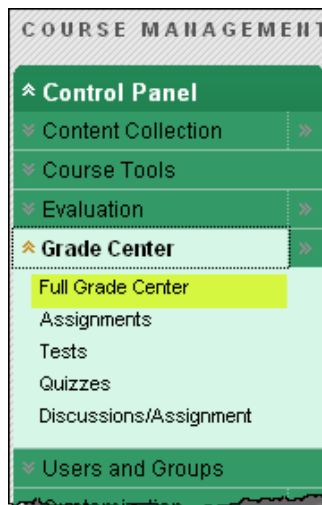 COURSE MANAGEMENT
Control Panel
Content Collection
Course Tools
Evaluation
Grade Center
Full Grade Center
Assignments
Tests
Quizzes
Discussions/Assignment
Users and Groups